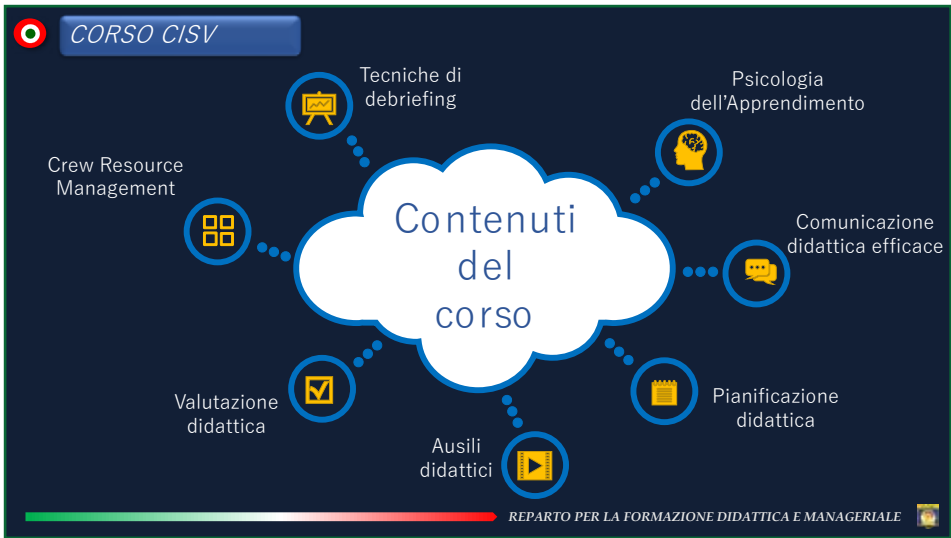 CORSO CISV
Tecniche di
debriefing
Psicologia
dell'Apprendimento
Crew Resource
Management
Contenuti
del
corso
Comunicazione
didattica efficace
Valutazione
didattica
Pianificazione
didattica
Ausili
didattici
REPARTO PER LA FORMAZIONE DIDATTICA E MANAGERIALE